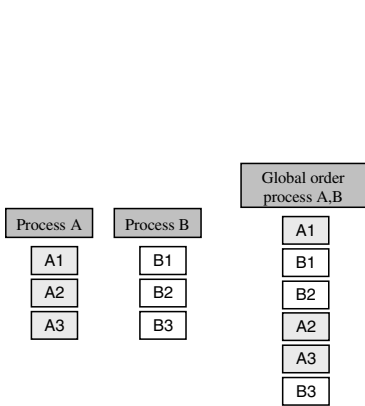 Global order
process A,B
Process A
Process B
A1
A2
A3
B1
B2
B3
A1
B1
B2
A2
A3
B3